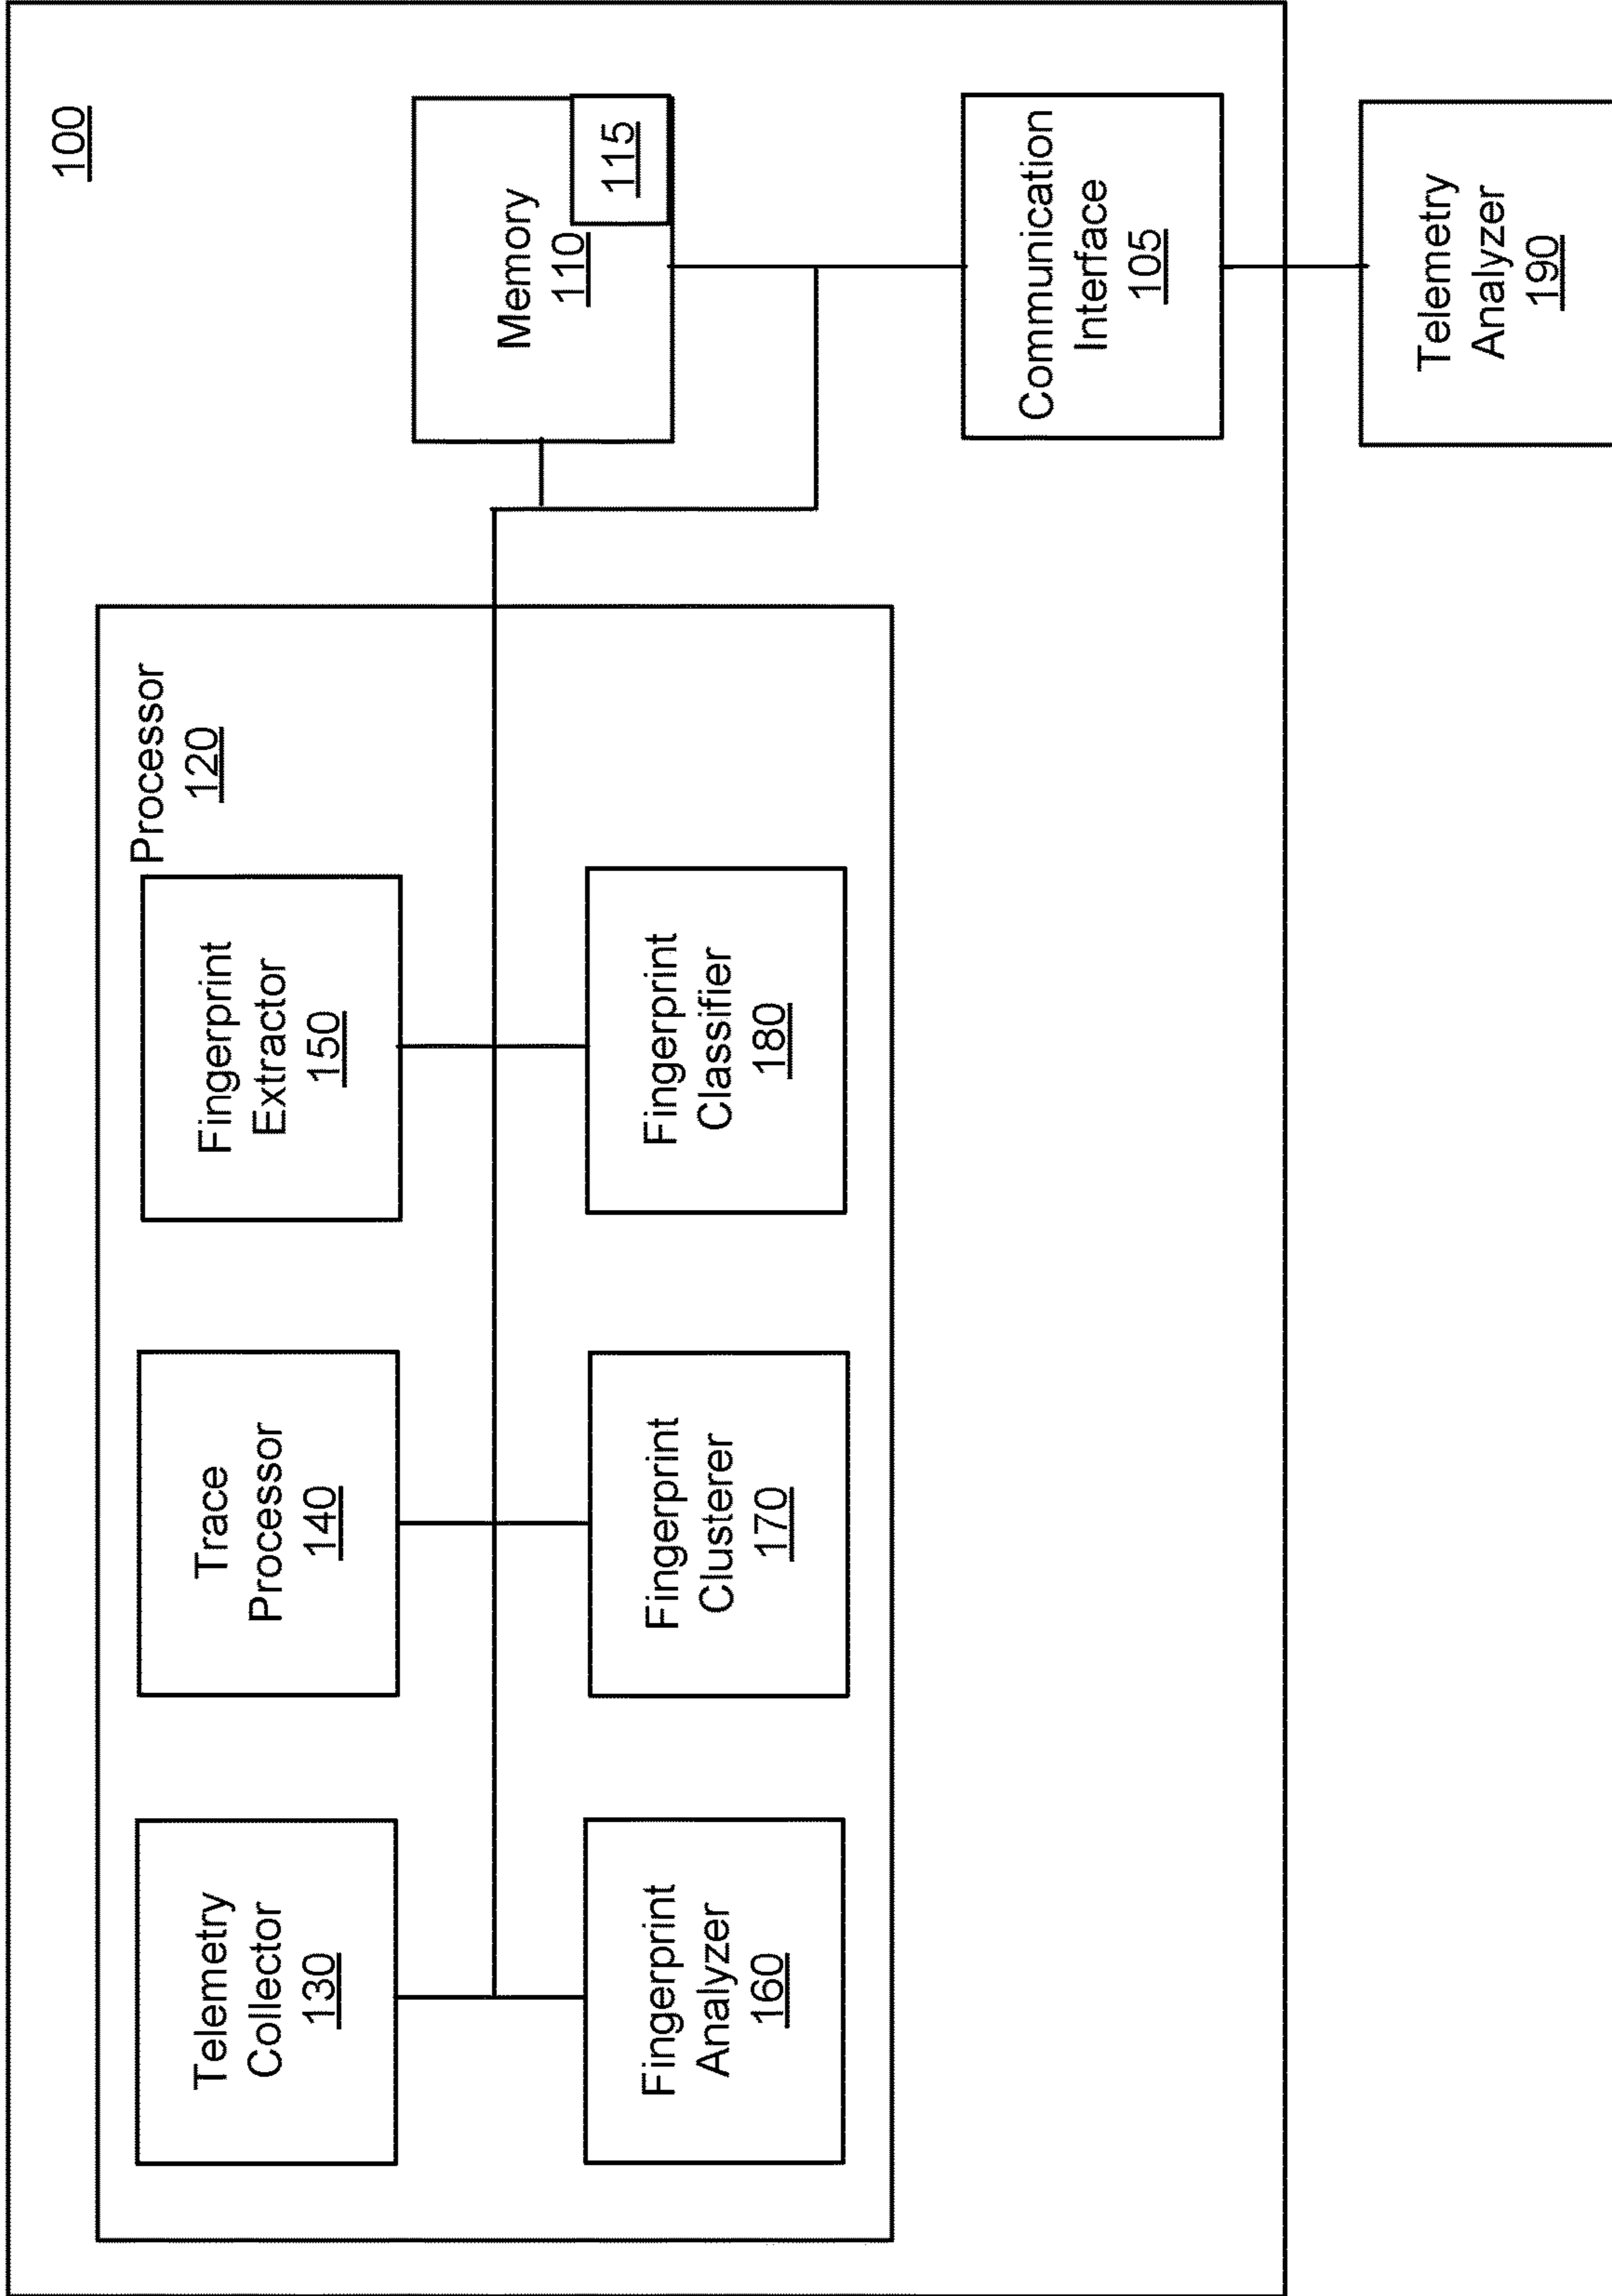 100
Processor
120
Telemetry
Collector
130
Trace
Processor
140
Fingerprint
Extractor
150
Fingerprint
Analyzer
160
Fingerprint
Clusterer
170
Fingerprint
Classifier
180
Memory
110
115
Communication
Interface
105
Telemetry
Analyzer
190